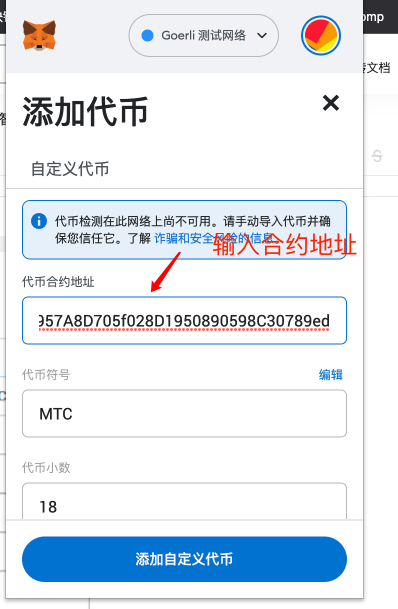 omp
Goerli 测试网络
文档
添加代币
自定义代币
S
代币检测在此网络上尚不可用。请手动导入代币并确
保您信任它。了解 诈骗和安全风险的信息。
输入合约地址
代币合约地址
957A8D705f028D1950890598C30789ed
代币符号
编辑
MTC
代币小数
18
添加自定义代币